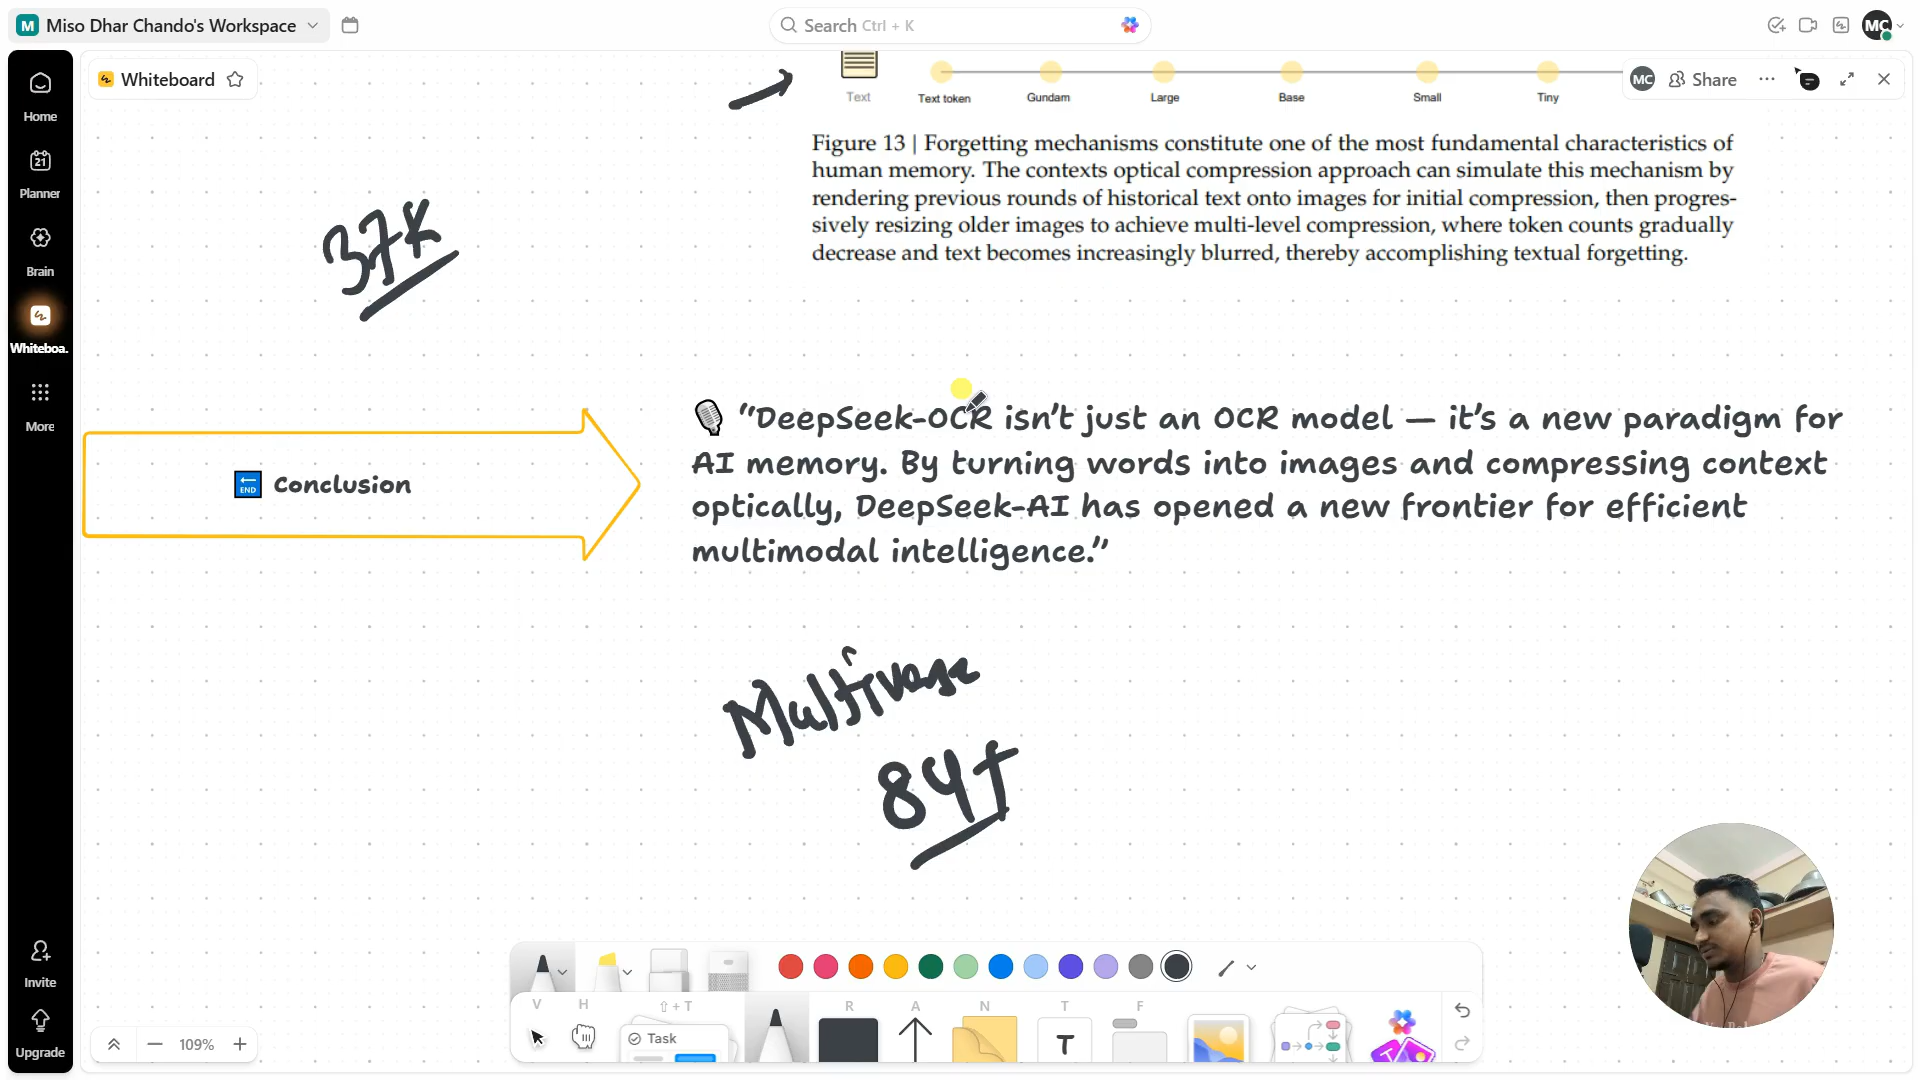 M Miso Dhar Chando's Workspace
Search Ctrl + K
MC
Whiteboard
MC Share
Home
21
Planner
Brain
Whiteboa.
More
Invite
Upgrade
Text
Text token
Gundam
Large
Base
Small
Tiny
Figure 13 | Forgetting mechanisms constitute one of the most fundamental characteristics of
human memory. The contexts optical compression approach can simulate this mechanism by
rendering previous rounds of historical text onto images for initial compression, then progres-
sively resizing older images to achieve multi-level compression, where token counts gradually
decrease and text becomes increasingly blurred, thereby accomplishing textual forgetting.
37K
END Conclusion
"DeepSeek-OCR isn't just an OCR model — it's a new paradigm for
AI memory. By turning words into images and compressing context
optically, DeepSeek-AI has opened a new frontier for efficient
multimodal intelligence."
84
V
H
⇧ + T
R
A
N
T
F
Task
T
109%